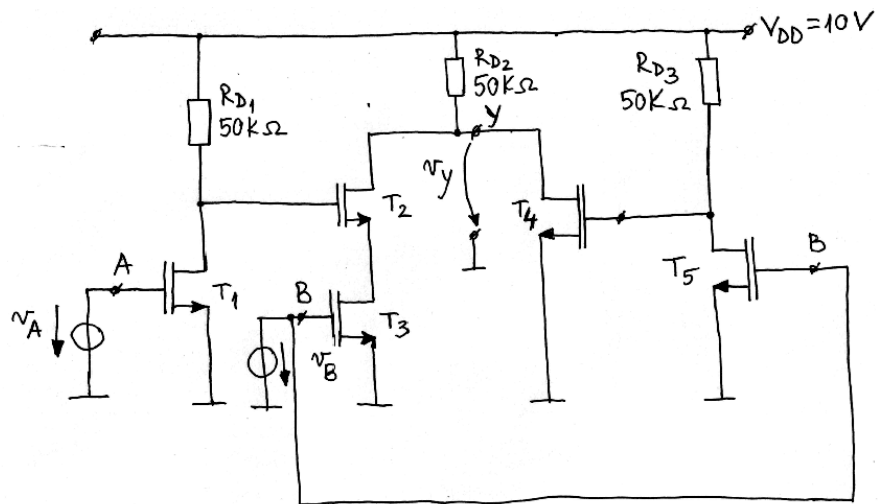 V_DD=10V
R_D1
50KΩ
R_D2
50KΩ
R_D3
50KΩ
y
v_y
T_2
T_4
A
T_1
v_A
B
T_3
v_B
T_5
B